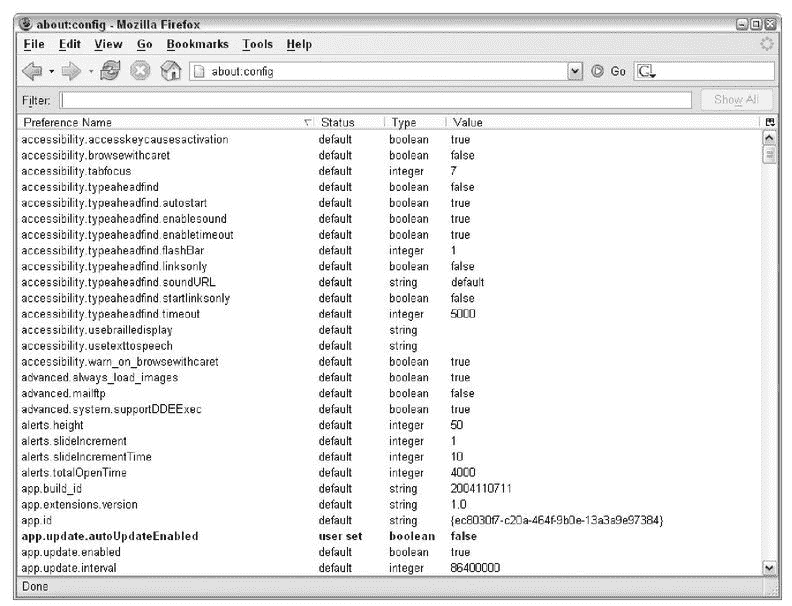 about:config - Mozilla Firefox
File Edit View Go Bookmarks Tools Help
about:config Go G
Filter: Show All
Preference Name Status Type Value
accessibility.accesskeycausesactivation default boolean true
accessibility.browsewithcaret default boolean false
accessibility.tabfocus default integer 7
accessibility.typeaheadfind default boolean false
accessibility.typeaheadfind.autostart default boolean true
accessibility.typeaheadfind.enablesound default boolean true
accessibility.typeaheadfind.enabletimeout default boolean true
accessibility.typeaheadfind.flashBar default integer 1
accessibility.typeaheadfind.linksonly default boolean false
accessibility.typeaheadfind.soundURL default string default
accessibility.typeaheadfind.startlinksonly default boolean false
accessibility.typeaheadfind.timeout default integer 5000
accessibility.usebrailledisplay default string
accessibility.usetexttospeech default string
accessibility.warn_on_browsewithcaret default boolean true
advanced.always_load_images default boolean true
advanced.mailftp default boolean false
advanced.system.supportDDEExec default boolean true
alerts.height default integer 50
alerts.slideIncrement default integer 1
alerts.slideIncrementTime default integer 10
alerts.totalOpenTime default integer 4000
app.build_id default string 2004110711
app.extensions.version default string 1.0
app.id default string {ec8030f7-c20a-464f-9b0e-13a3a9e97384}
app.update.autoUpdateEnabled user set boolean false
app.update.enabled default boolean true
app.update.interval default integer 86400000
Done